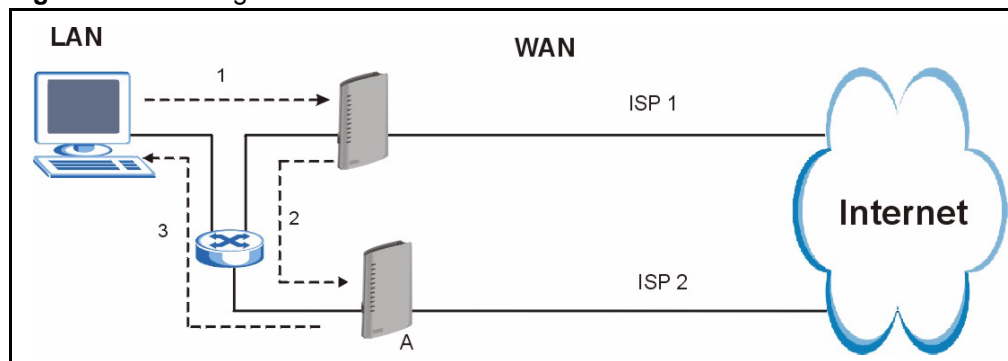 LAN
WAN
1
ISP 1
2
3
Internet
ISP 2
A